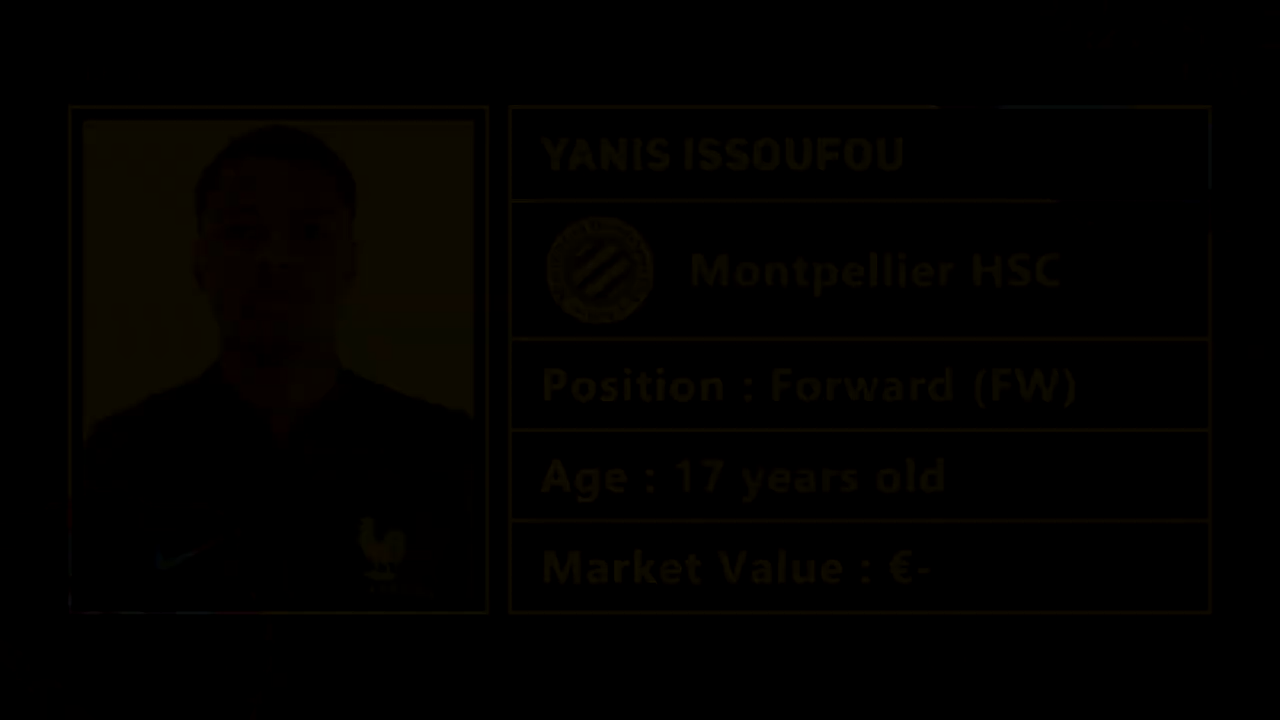 YANIS ISSOUFOU
Montpellier HSC
Position : Forward (FW)
Age : 17 years old
Market Value : €-